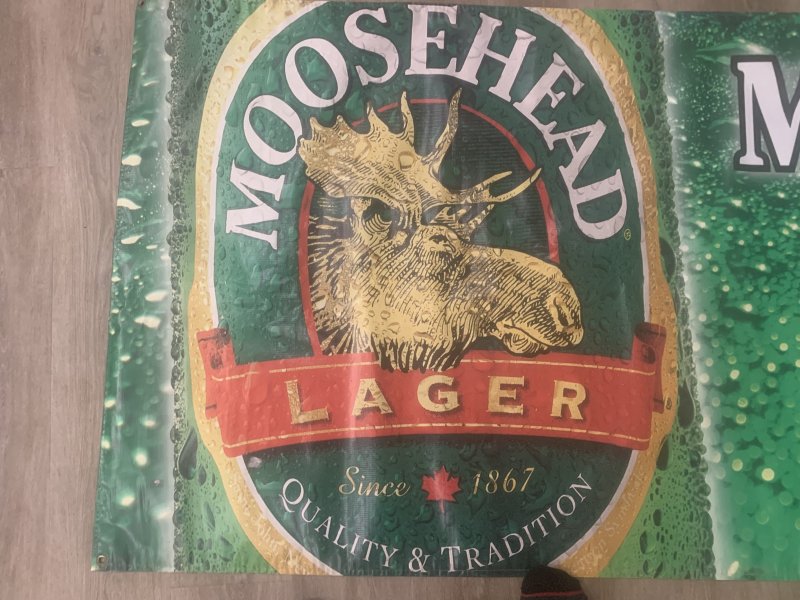 MOOSEHEAD
LAGER
Since 1867
QUALITY & TRADITION
M